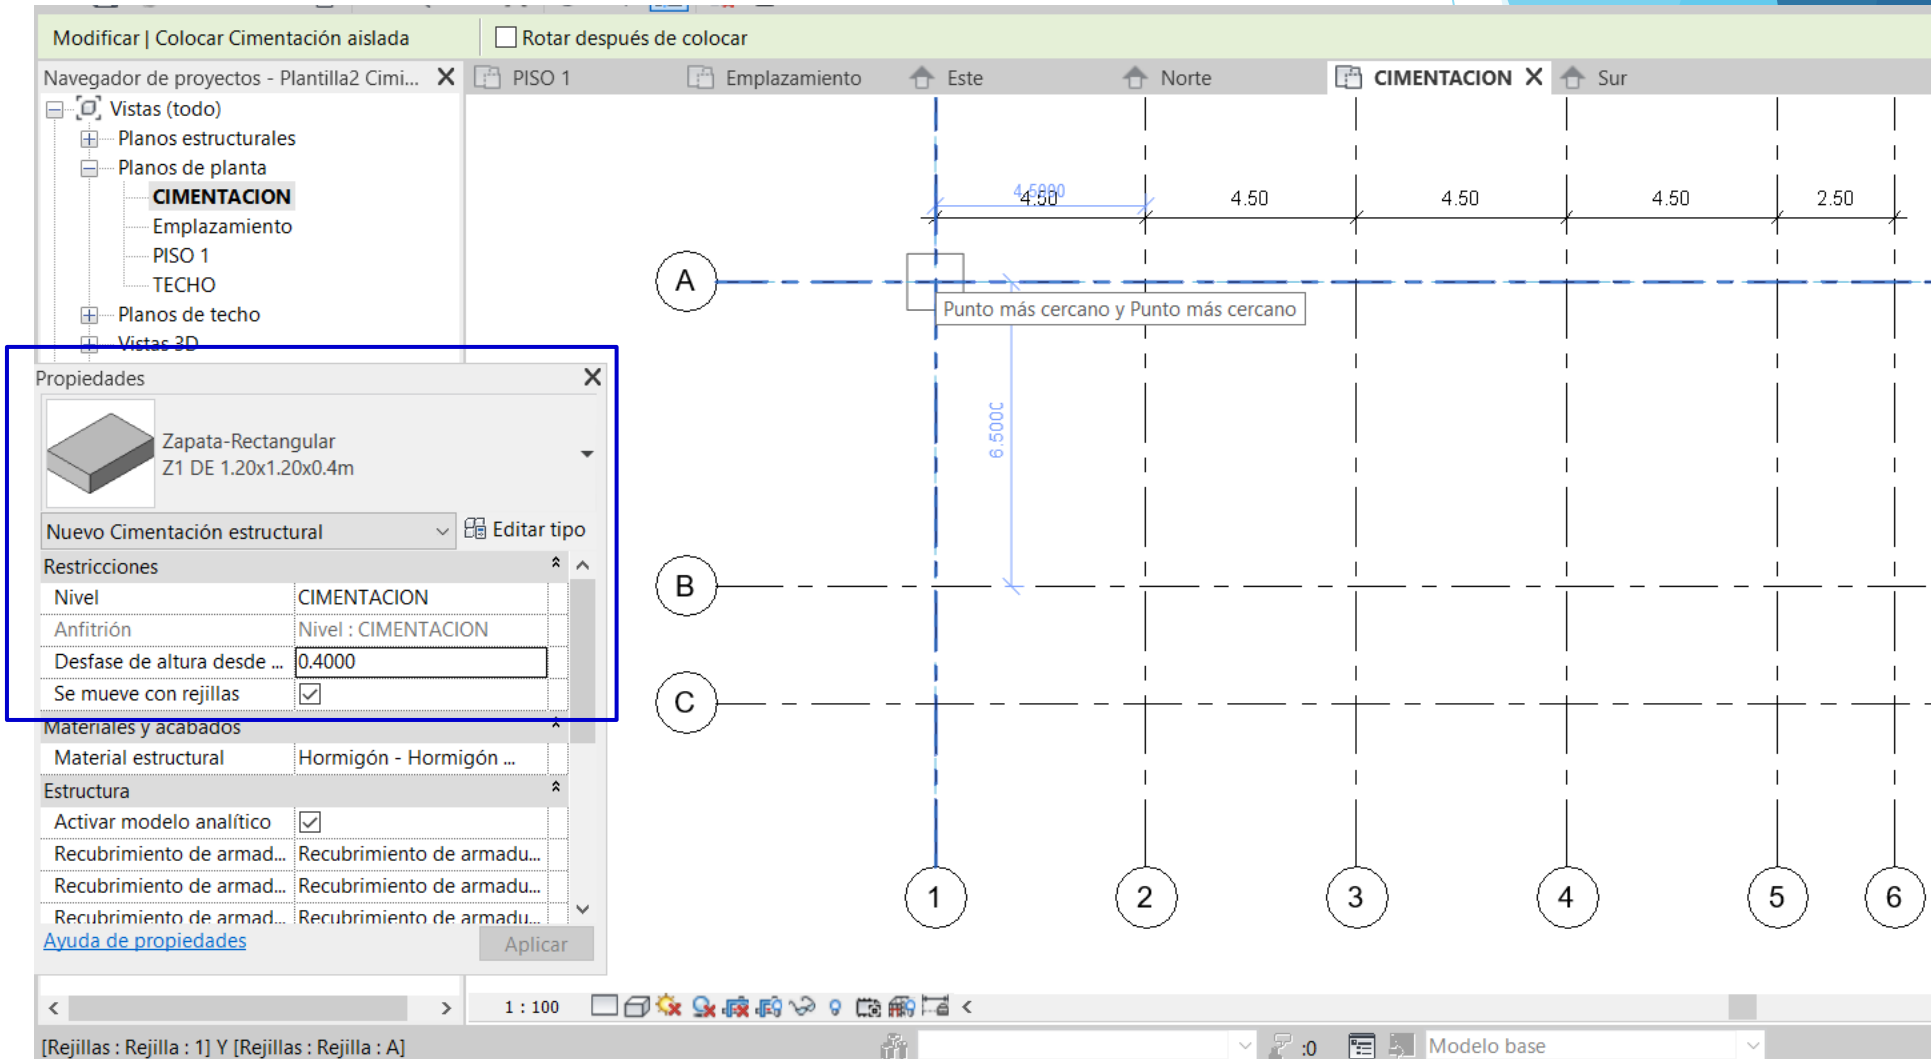 Modificar | Colocar Cimentación aislada
Rotar después de colocar
Navegador de proyectos - Plantilla2 Cimi...
PISO 1
Emplazamiento
Este
Norte
CIMENTACION
Sur
Vistas (todo)
Planos estructurales
Planos de planta
CIMENTACION
Emplazamiento
PISO 1
TECHO
Planos de techo
Vistas 3D
4.5000
4.50
4.50
4.50
4.50
2.50
A
Punto más cercano y Punto más cercano
6.5000
B
C
1
2
3
4
5
6
Propiedades
Zapata-Rectangular
Z1 DE 1.20x1.20x0.4m
Nuevo Cimentación estructural
Editar tipo
Restricciones
Nivel
CIMENTACION
Anfitrión
Nivel : CIMENTACION
Desfase de altura desde ...
0.4000
Se mueve con rejillas
Materiales y acabados
Material estructural
Hormigón - Hormigón ...
Estructura
Activar modelo analítico
Recubrimiento de armad...
Recubrimiento de armadu...
Recubrimiento de armad...
Recubrimiento de armadu...
Recubrimiento de armad...
Recubrimiento de armadu...
Ayuda de propiedades
Aplicar
1 : 100
[Rejillas : Rejilla : 1] Y [Rejillas : Rejilla : A]
:0
Modelo base